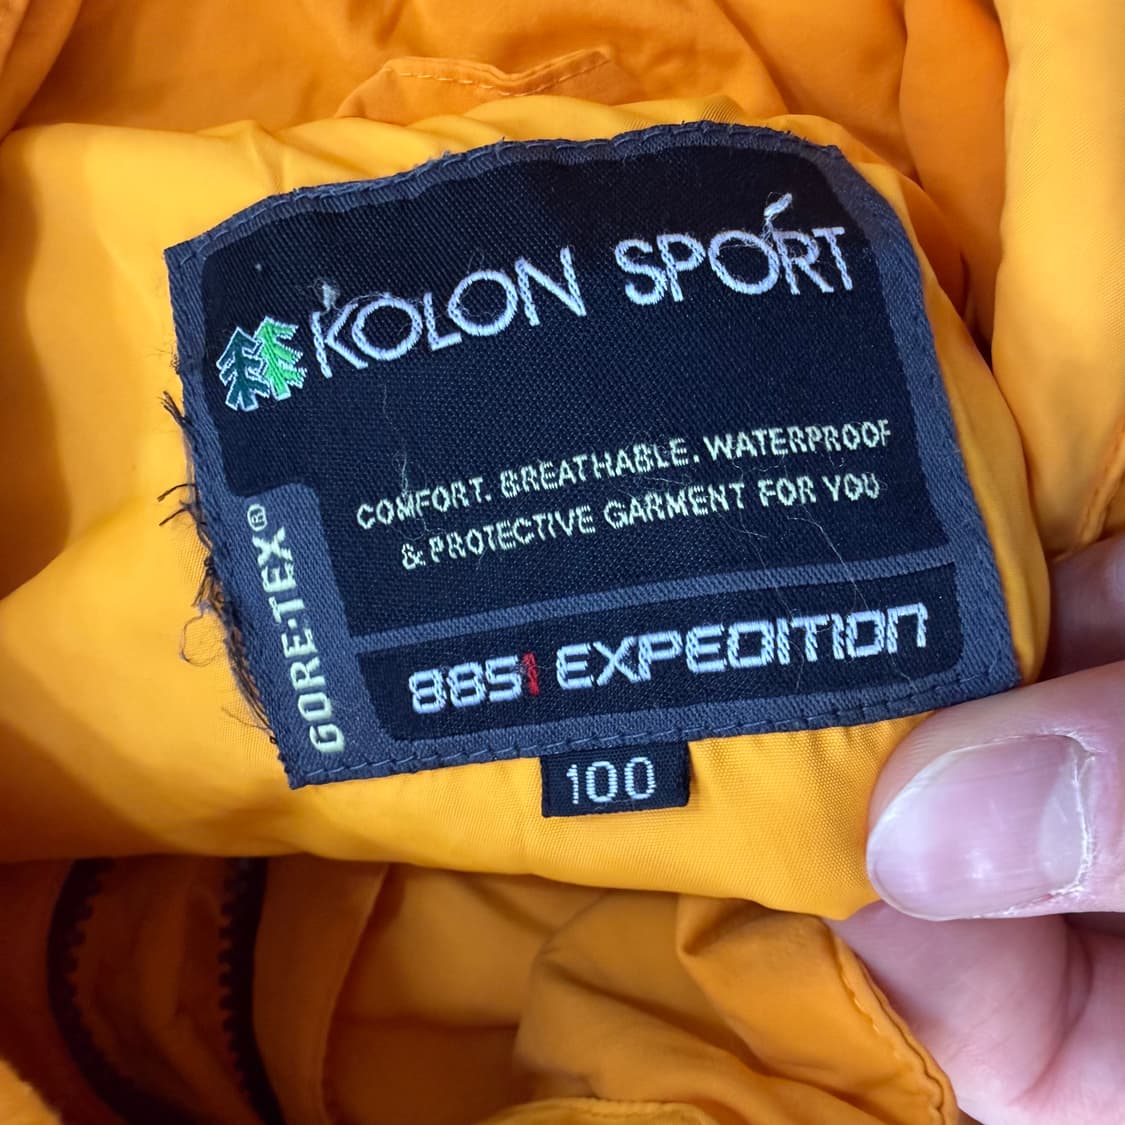 KOLON SPORT
COMFORT. BREATHABLE. WATERPROOF
& PROTECTIVE GARMENT FOR YOU
GORE-TEX®
8851 EXPEDITION
100